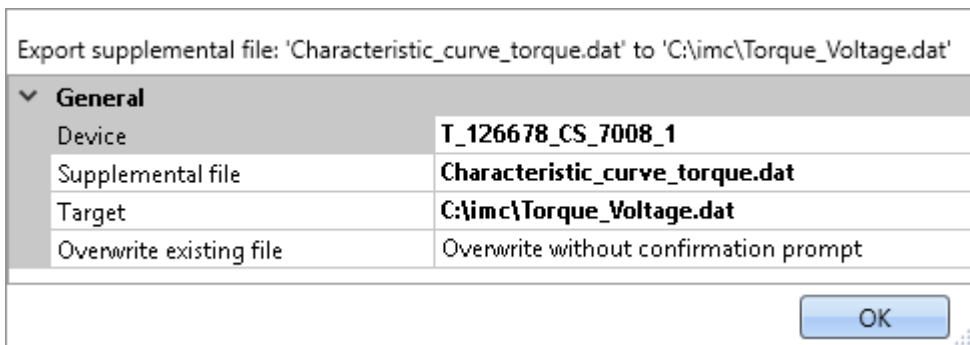 Export supplemental file: 'Characteristic_curve_torque.dat' to 'C:\imc\Torque_Voltage.dat'
General
Device T_126678_CS_7008_1
Supplemental file Characteristic_curve_torque.dat
Target C:\imc\Torque_Voltage.dat
Overwrite existing file Overwrite without confirmation prompt
OK